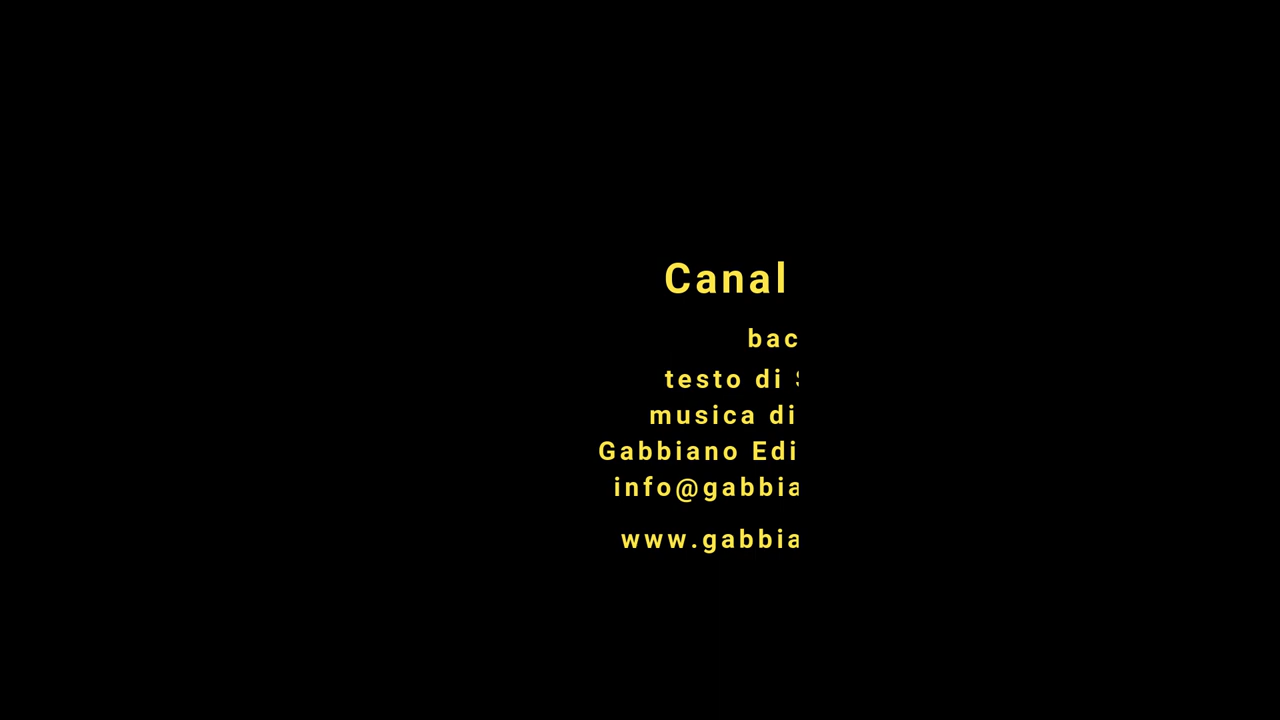 Canal
bac
testo di
musica di
Gabbiano Edi
info@gabbia
www.gabbia